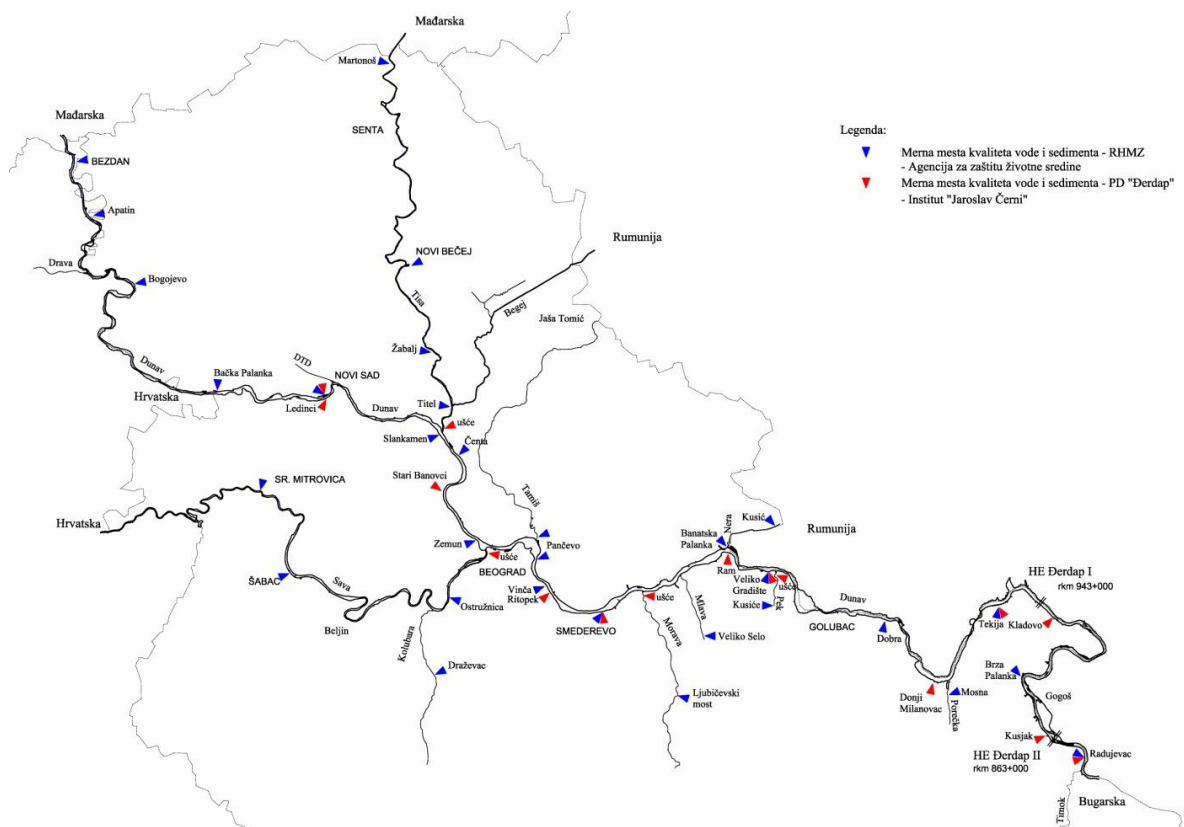 Mađarska
Martonoš
Mađarska
SENTA
BEZDAN
Apatin
Drava
Bogojevo
NOVI BEČEJ
Rumunija
Tisa
Begej
Jaša Tomić
Žabalj
Dunav
Hrvatska
Bačka Palanka
DTD
NOVI SAD
Ledinci
Dunav
Titel
ušće
Slankamen
Čenta
Stari Banovci
SR. MITROVICA
Hrvatska
Tamiš
Zemun
ušće
BEOGRAD
Pančevo
ŠABAC
Sava
Beljin
Ostružnica
Kolubara
Draževac
Vinča
Ritopek
SMEDEREVO
ušće
Morava
Mlava
Veliko Selo
Ljubičevski
most
Banatska
Palanka
Nera
Kusić
Rumunija
Ram
Veliko
Gradište
ušće
Kusiće
Pek
Dunav
GOLUBAC
Dobra
Donji
Milanovac
Mosna
Porečka
Tekija
Kladovo
HE Đerdap I
rkm 943+000
Brza
Palanka
Gogoš
Kusjak
HE Đerdap II
rkm 863+000
Radujevac
Timok
Bugarska
Legenda:
Merna mesta kvaliteta vode i sedimenta - RHMZ
- Agencija za zaštitu životne sredine
Merna mesta kvaliteta vode i sedimenta - PD "Đerdap"
- Institut "Jaroslav Černi"